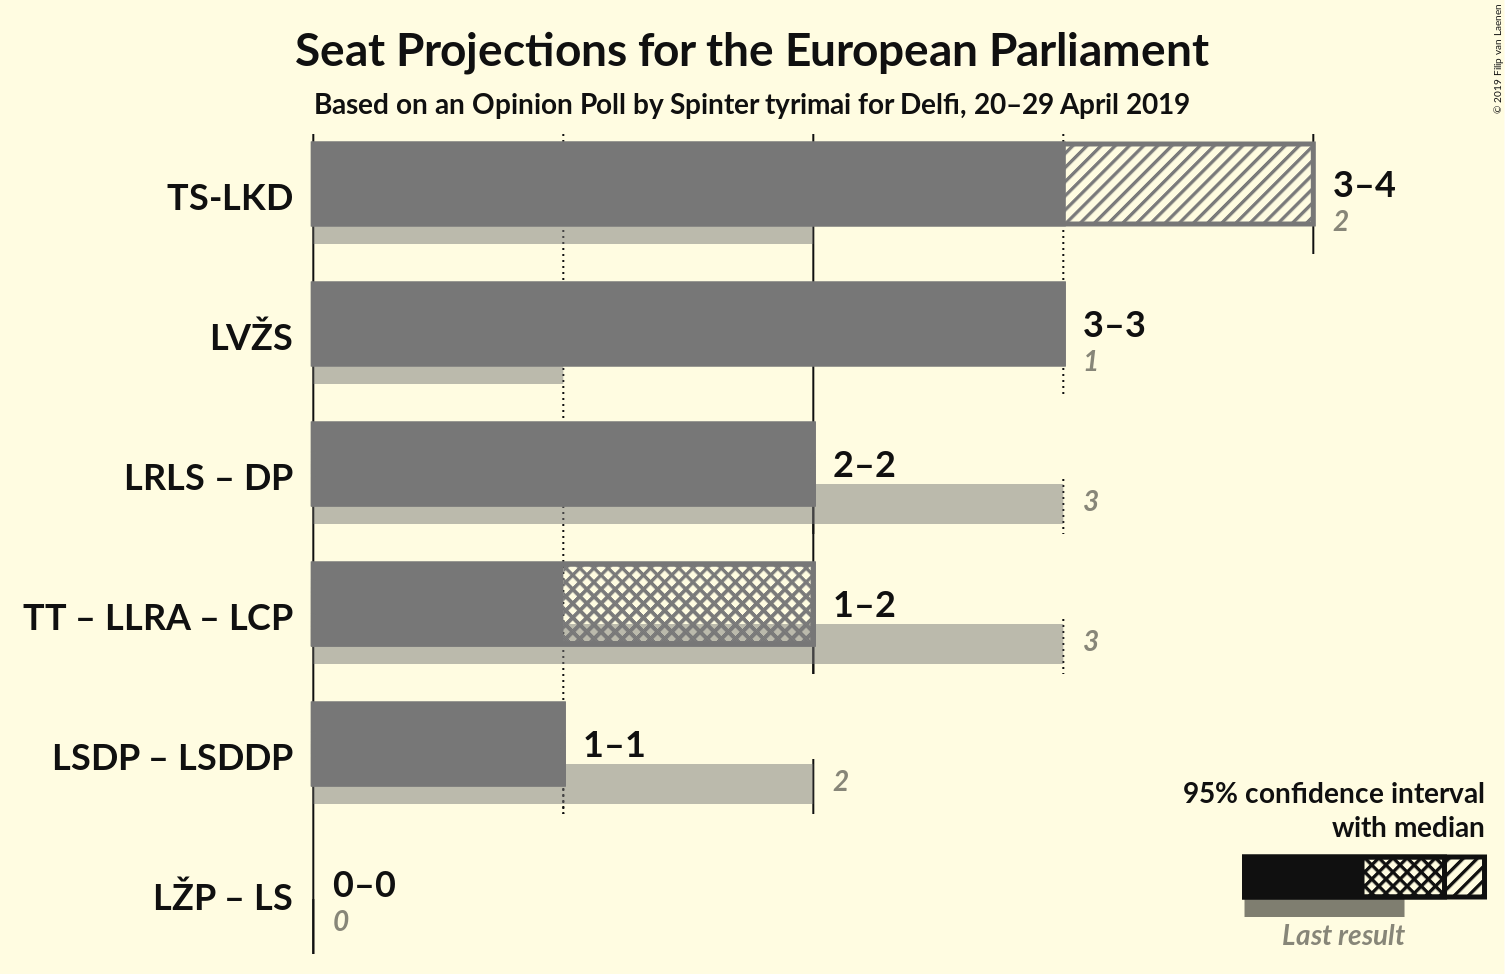 Seat Projections for the European Parliament
Based on an Opinion Poll by Spinter tyrimai for Delfi, 20–29 April 2019
© 2019 Filip van Laenen
TS-LKD
3–4
2
LVŽS
3–3
1
LRLS – DP
2–2
3
TT – LLRA – LCP
1–2
3
LSDP – LSDDP
1–1
2
LŽP – LS
0–0
0
95% confidence interval
with median
Last result